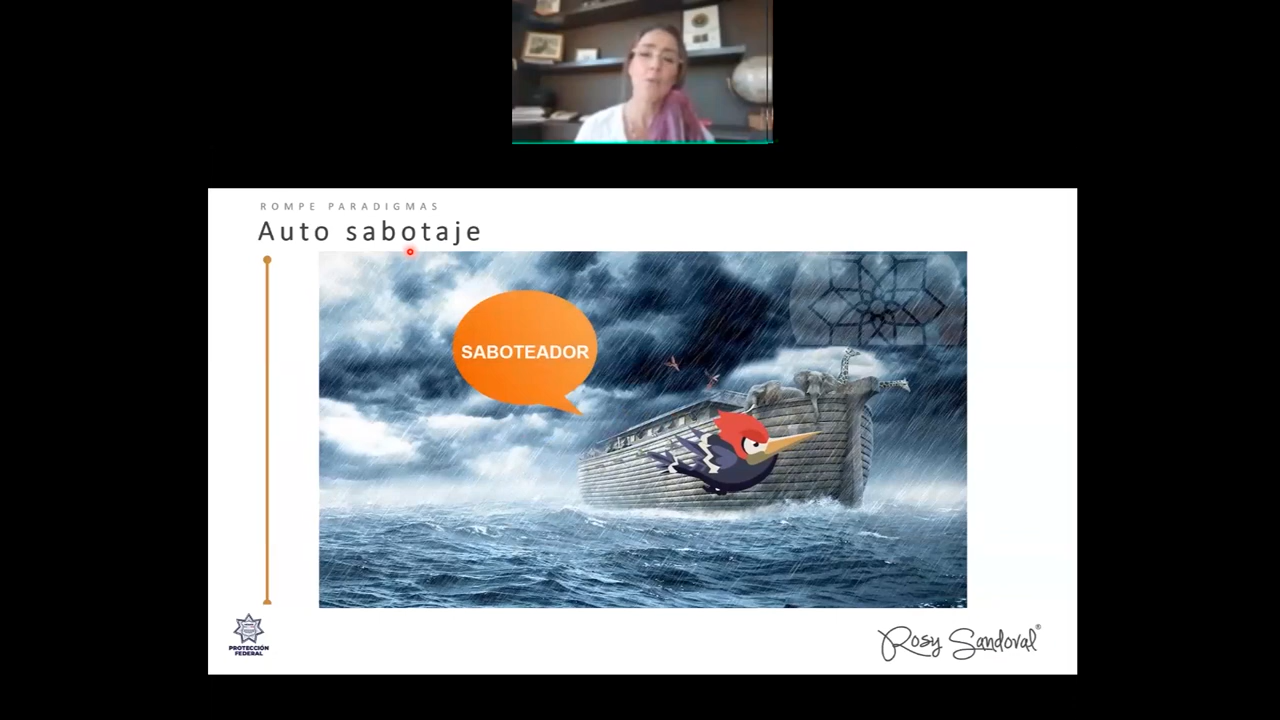 ROMPE PARADIGMAS
Auto sabotaje
SABOTEADOR
PROTECCIÓN
FEDERAL
Rosy Sandoval®